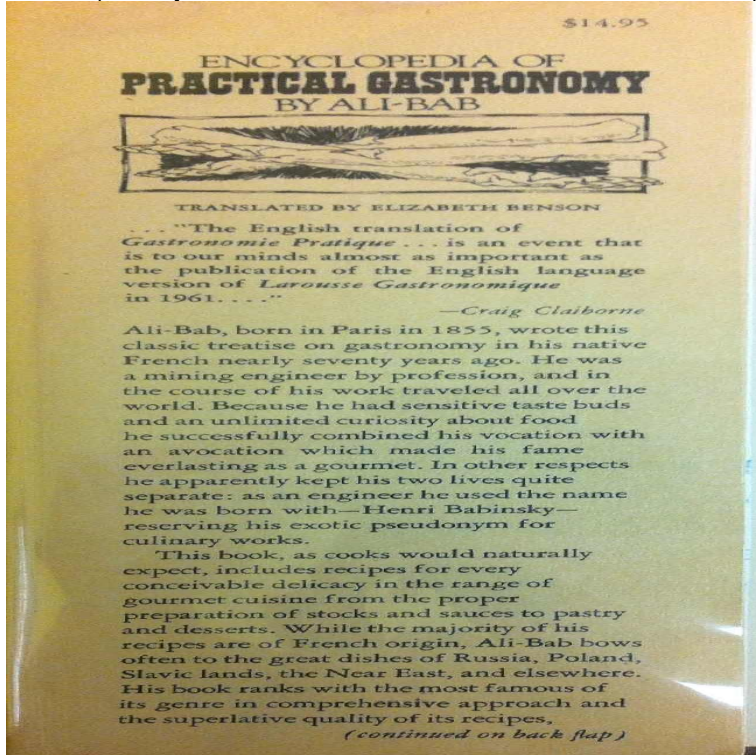 $14.95
ENCYCLOPEDIA OF
PRACTICAL GASTRONOMY
BY ALI-BAB
TRANSLATED BY ELIZABETH BENSON
. . . "The English translation of
Gastronomie Pratique . . . is an event that
is to our minds almost as important as
the publication of the English language
version of Larousse Gastronomique
in 1961. . . ."
—Craig Claiborne
Ali-Bab, born in Paris in 1855, wrote this
classic treatise on gastronomy in his native
French nearly seventy years ago. He was
a mining engineer by profession, and in
the course of his work traveled all over the
world. Because he had sensitive taste buds
and an unlimited curiosity about food
he successfully combined his vocation with
an avocation which made his fame
everlasting as a gourmet. In other respects
he apparently kept his two lives quite
separate: as an engineer he used the name
he was born with—Henri Babinsky—
reserving his exotic pseudonym for
culinary works.
This book, as cooks would naturally
expect, includes recipes for every
conceivable delicacy in the range of
gourmet cuisine from the proper
preparation of stocks and sauces to pastry
and desserts. While the majority of his
recipes are of French origin, Ali-Bab bows
often to the great dishes of Russia, Poland,
Slavic lands, the Near East, and elsewhere.
His book ranks with the most famous of
its genre in comprehensive approach and
the superlative quality of its recipes,
(continued on back flap)